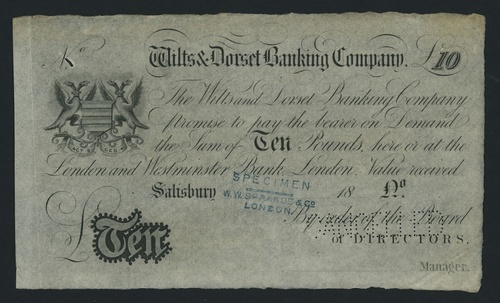 No
Wilts & Dorset Banking Company.
£10
The Wilts and Dorset Banking Company
Promise to pay the bearer on Demand
the Sum of Ten Pounds, here or at the
London and Westminster Bank, London. Value received
Salisbury 18 No
SPECIMEN
W.W. SPRAGUE & CO
LONDON
By order of the Board
of DIRECTORS.
£Ten
Manager.